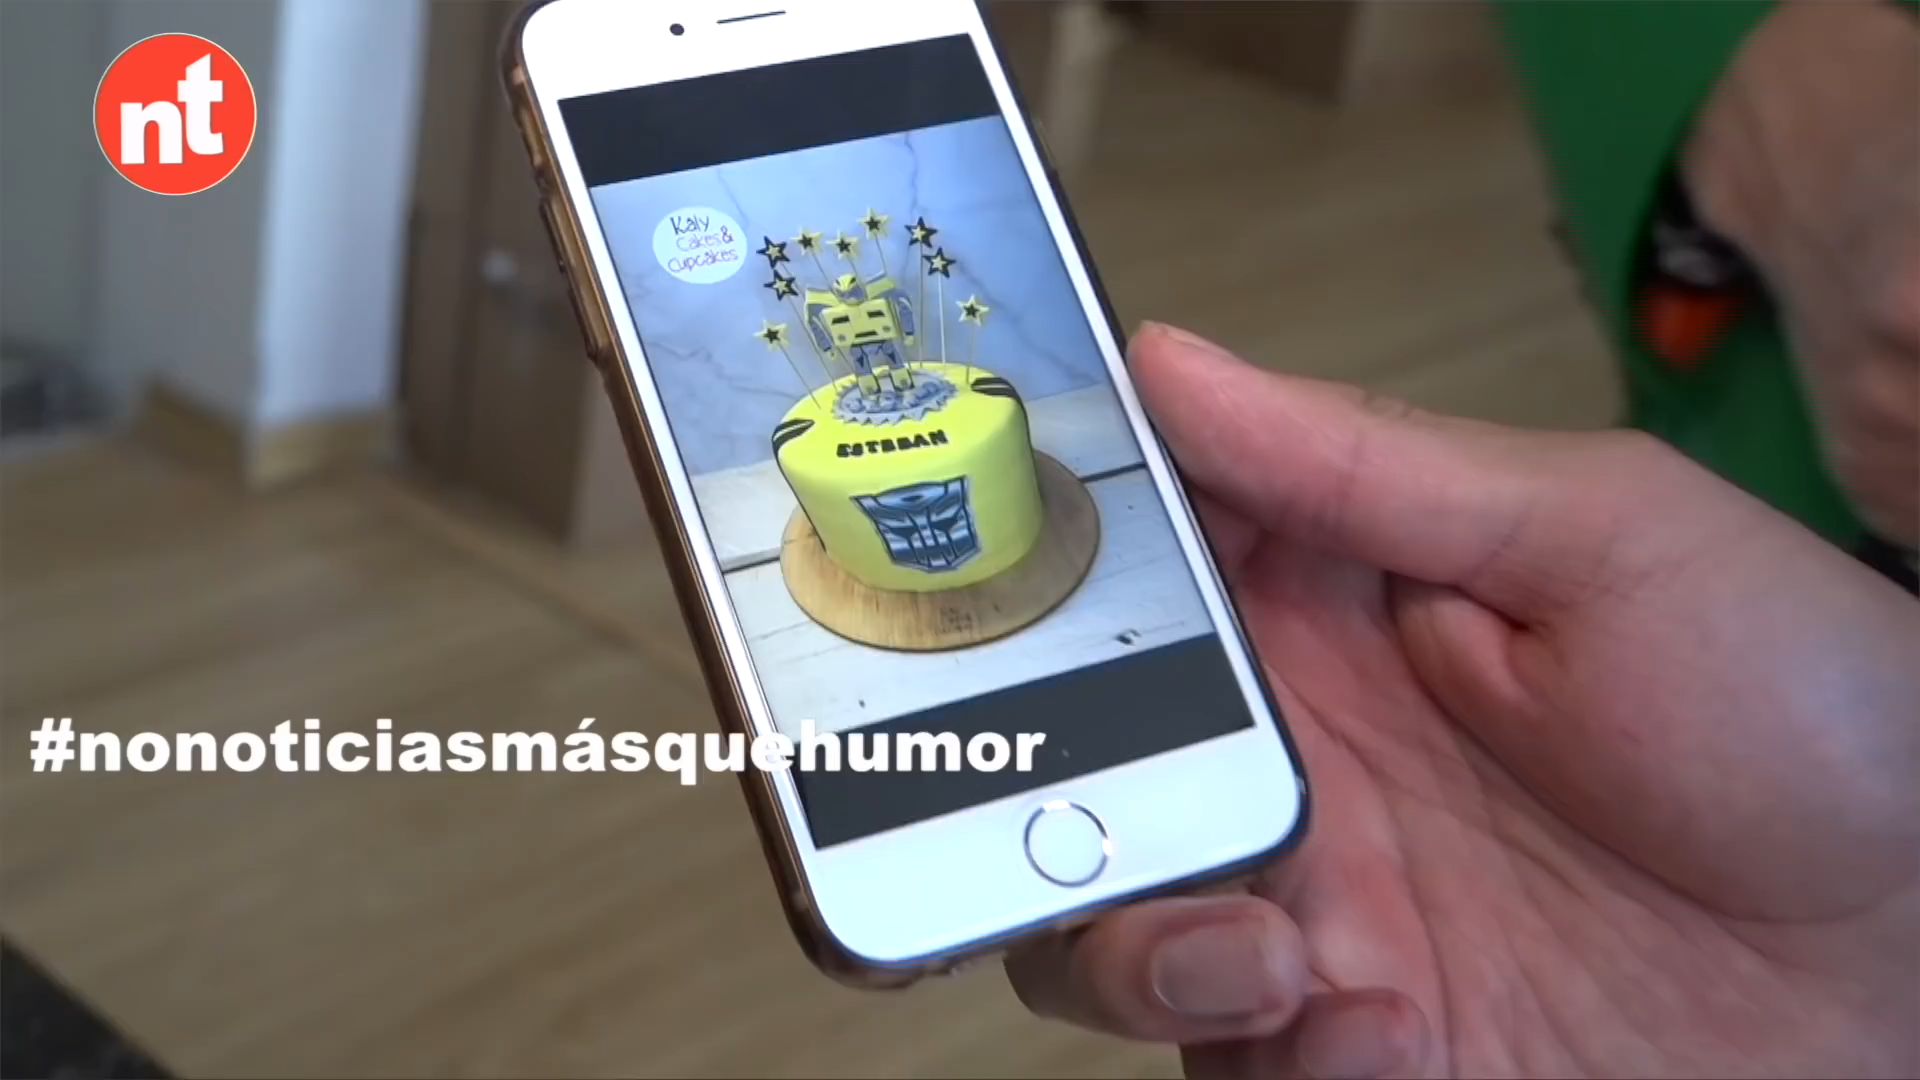 nt
Kaly
Cakes&
Cupcakes
ESTEBAN
#nonoticiasmásquehumor